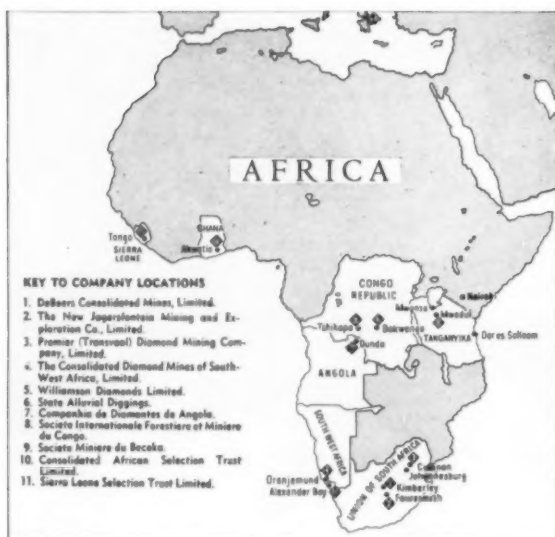 AFRICA
GHANA
Akwatia
Tongo
SIERRA
LEONE
CONGO
REPUBLIC
Nairobi
Mwanza
Mwadui
Tshikapa
Bakwanga
TANGANYIKA
Dar es Salaam
Dundo
ANGOLA
SOUTH WEST AFRICA
UNION OF SOUTH AFRICA
Oranjemund
Alexander Bay
Cullinan
Johannesburg
Kimberley
Fauresmith
KEY TO COMPANY LOCATIONS
1. DeBeers Consolidated Mines, Limited.
2. The New Jagersfontein Mining and Ex-
ploration Co., Limited.
3. Premier (Transvaal) Diamond Mining Com-
pany, Limited.
4. The Consolidated Diamond Mines of South-
West Africa, Limited.
5. Williamson Diamonds Limited.
6. State Alluvial Diggings.
7. Companhia de Diamantes de Angola.
8. Societe Internationale Forestiere et Miniere
du Congo.
9. Societe Miniere du Beceka.
10. Consolidated African Selection Trust
Limited.
11. Sierra Leone Selection Trust Limited.